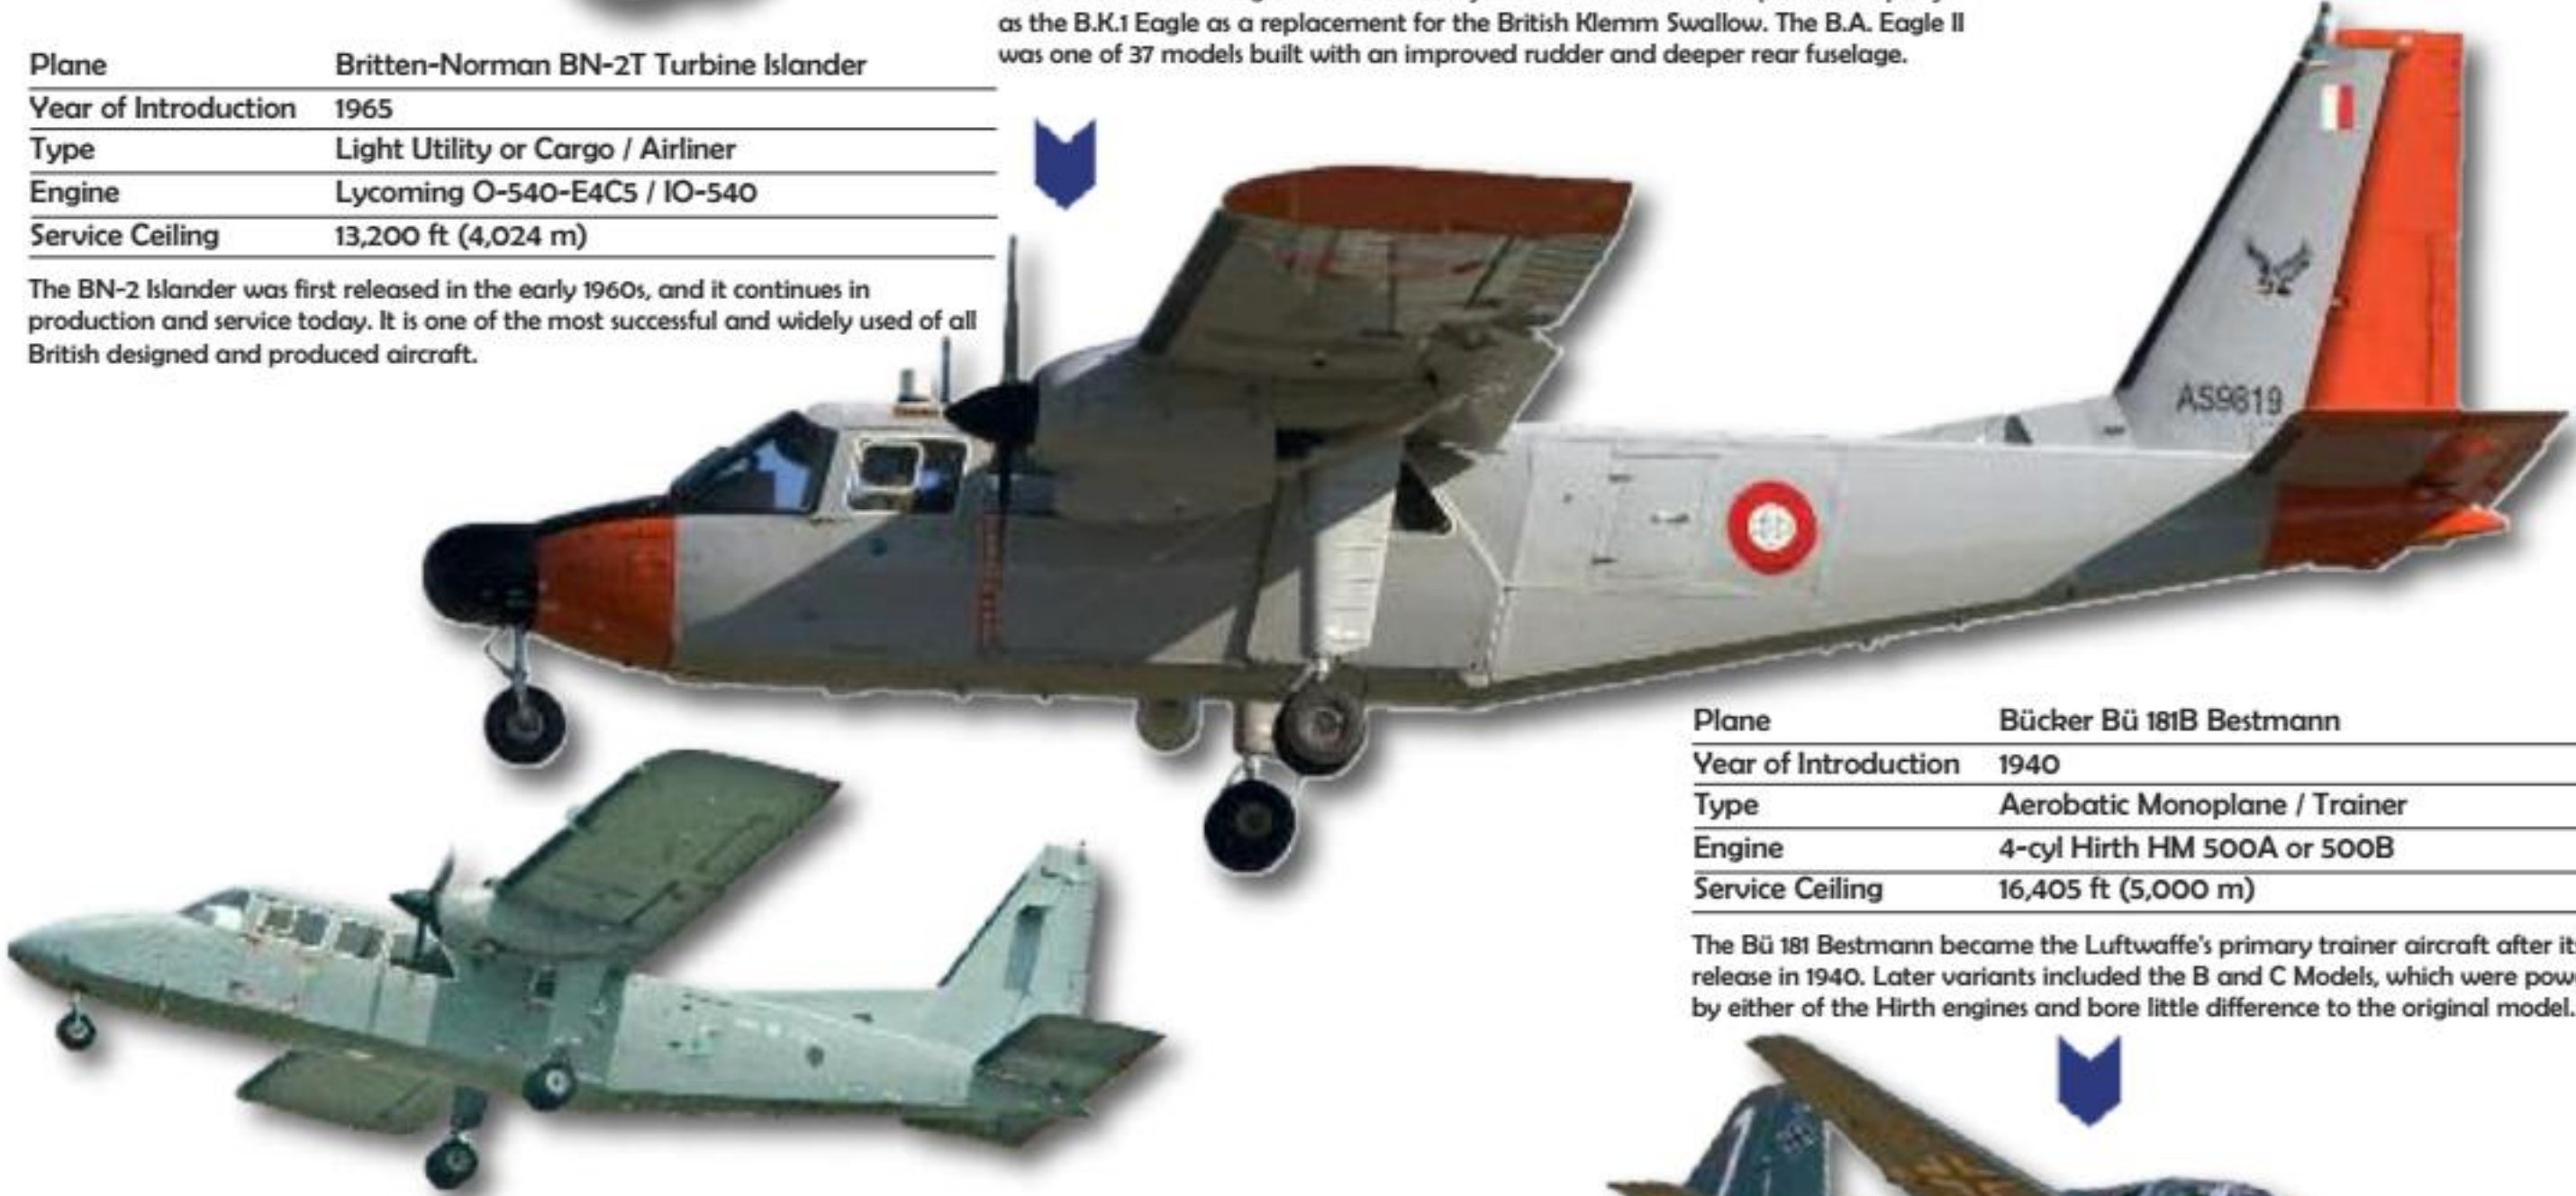 as the B.K.1 Eagle as a replacement for the British Klemm Swallow. The B.A. Eagle II
was one of 37 models built with an improved rudder and deeper rear fuselage.
Plane Britten-Norman BN-2T Turbine Islander
Year of Introduction 1965
Type Light Utility or Cargo / Airliner
Engine Lycoming O-540-E4C5 / IO-540
Service Ceiling 13,200 ft (4,024 m)
The BN-2 Islander was first released in the early 1960s, and it continues in
production and service today. It is one of the most successful and widely used of all
British designed and produced aircraft.
AS9819
Plane Bücker Bü 181B Bestmann
Year of Introduction 1940
Type Aerobatic Monoplane / Trainer
Engine 4-cyl Hirth HM 500A or 500B
Service Ceiling 16,405 ft (5,000 m)
The Bü 181 Bestmann became the Luftwaffe's primary trainer aircraft after
release in 1940. Later variants included the B and C Models, which were
by either of the Hirth engines and bore little difference to the original model.